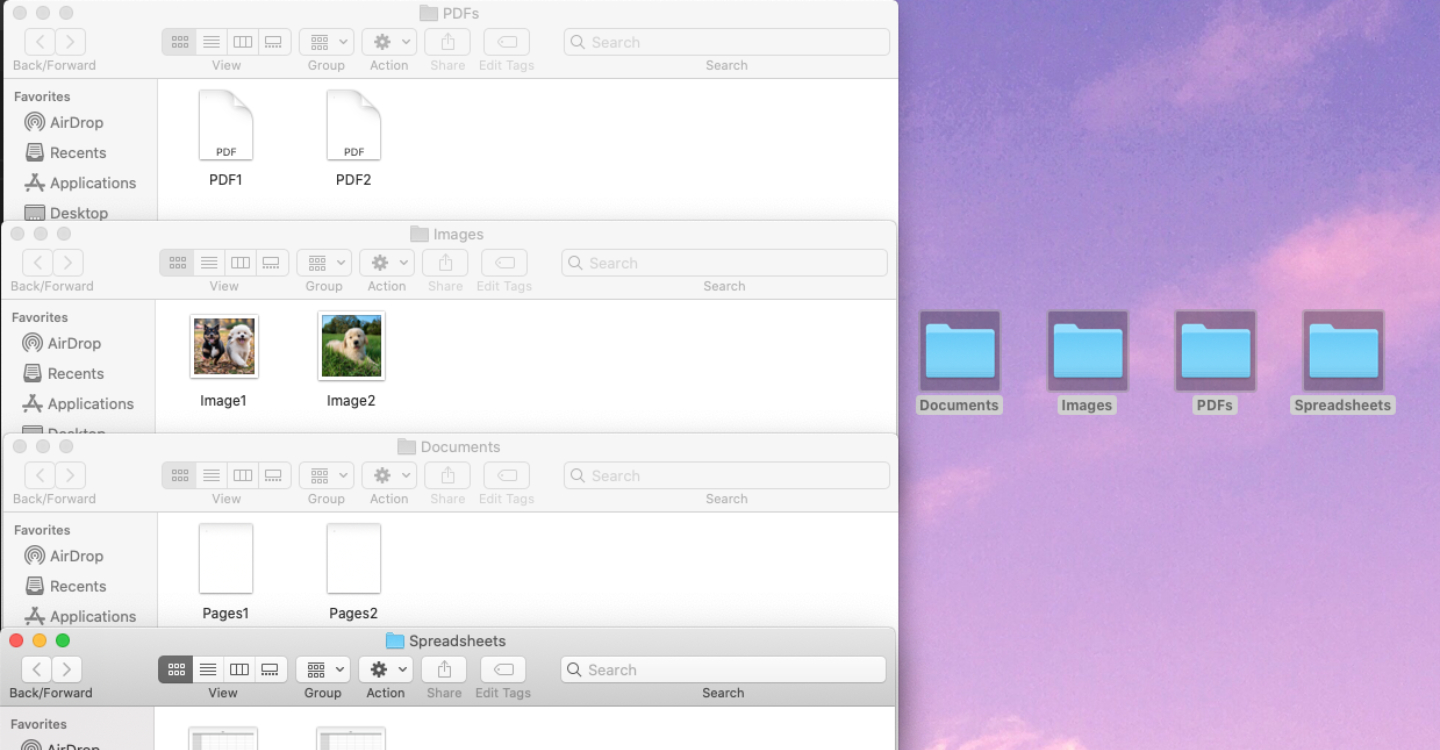 PDFs
Search
Back/Forward View Group Action Share Edit Tags Search
Favorites
AirDrop
Recents
Applications
Desktop
PDF PDF
PDF1 PDF2
Images
Search
Back/Forward View Group Action Share Edit Tags Search
Favorites
AirDrop
Recents
Applications
Desktop
Image1 Image2
Documents
Search
Back/Forward View Group Action Share Edit Tags Search
Favorites
AirDrop
Recents
Applications
Pages1 Pages2
Spreadsheets
Search
Back/Forward View Group Action Share Edit Tags Search
Favorites
AirDrop
Documents Images PDFs Spreadsheets